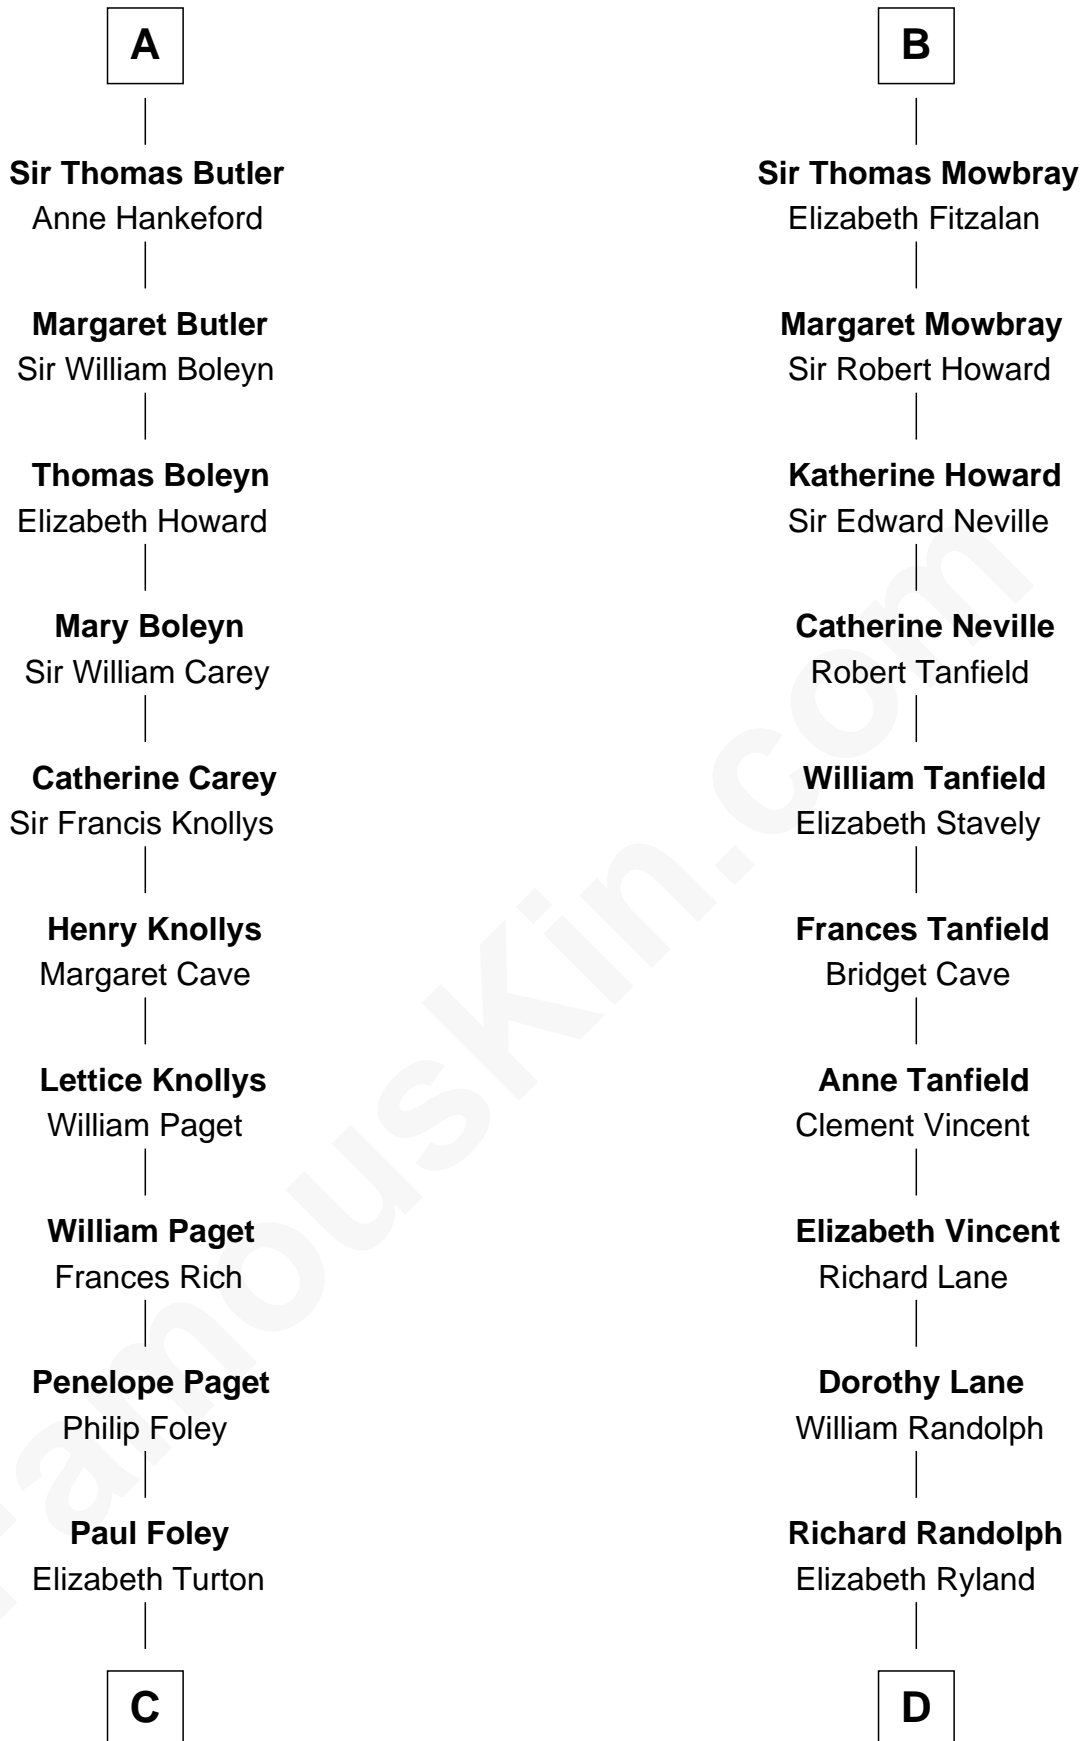 A
Sir Thomas Butler
Anne Hankeford
Margaret Butler
Sir William Boleyn
Thomas Boleyn
Elizabeth Howard
Mary Boleyn
Sir William Carey
Catherine Carey
Sir Francis Knollys
Henry Knollys
Margaret Cave
Lettice Knollys
William Paget
William Paget
Frances Rich
Penelope Paget
Philip Foley
Paul Foley
Elizabeth Turton
C
B
Sir Thomas Mowbray
Elizabeth Fitzalan
Margaret Mowbray
Sir Robert Howard
Katherine Howard
Sir Edward Neville
Catherine Neville
Robert Tanfield
William Tanfield
Elizabeth Stavely
Frances Tanfield
Bridget Cave
Anne Tanfield
Clement Vincent
Elizabeth Vincent
Richard Lane
Dorothy Lane
William Randolph
Richard Randolph
Elizabeth Ryland
D
FamousKin.com